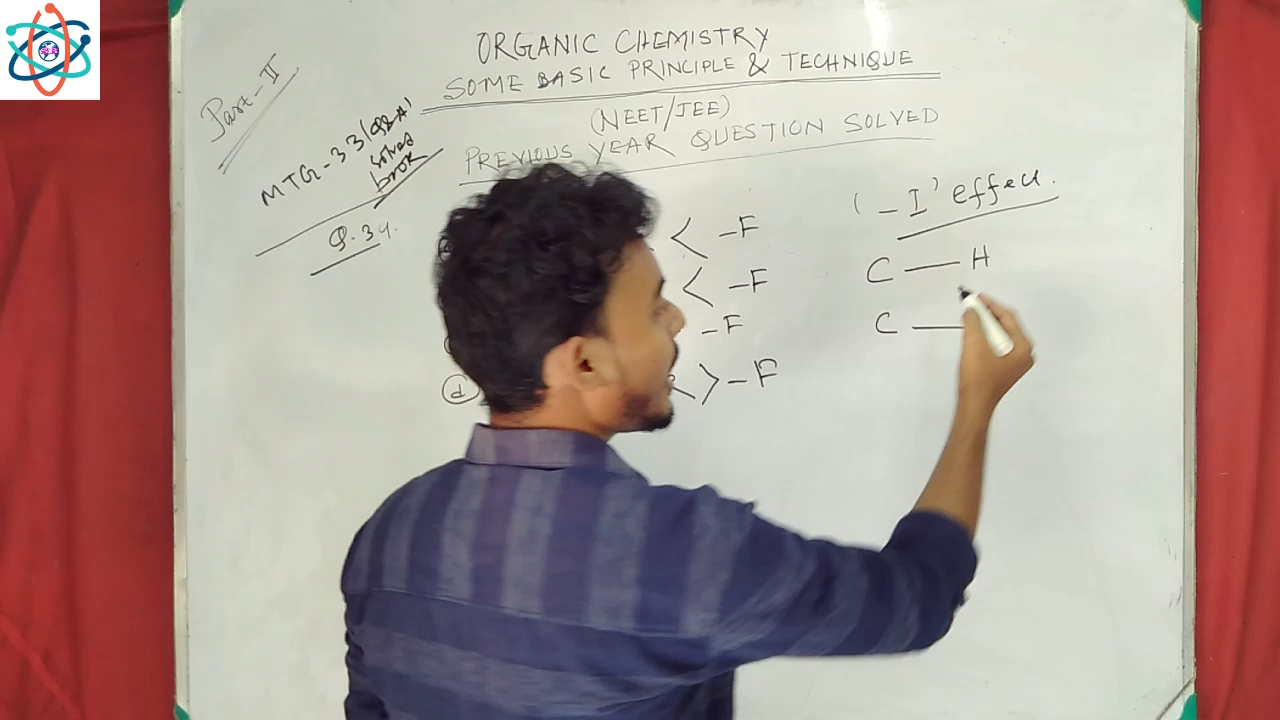 ORGANIC CHEMISTRY
SOME BASIC PRINCIPLE & TECHNIQUE
(NEET/JEE)
PREVIOUS YEAR QUESTION SOLVED
Part-II
MTG-33
solved
book
Q.34.
< -F
< -F
-F
(d) > -F
(-I) effect.
C — H
C —